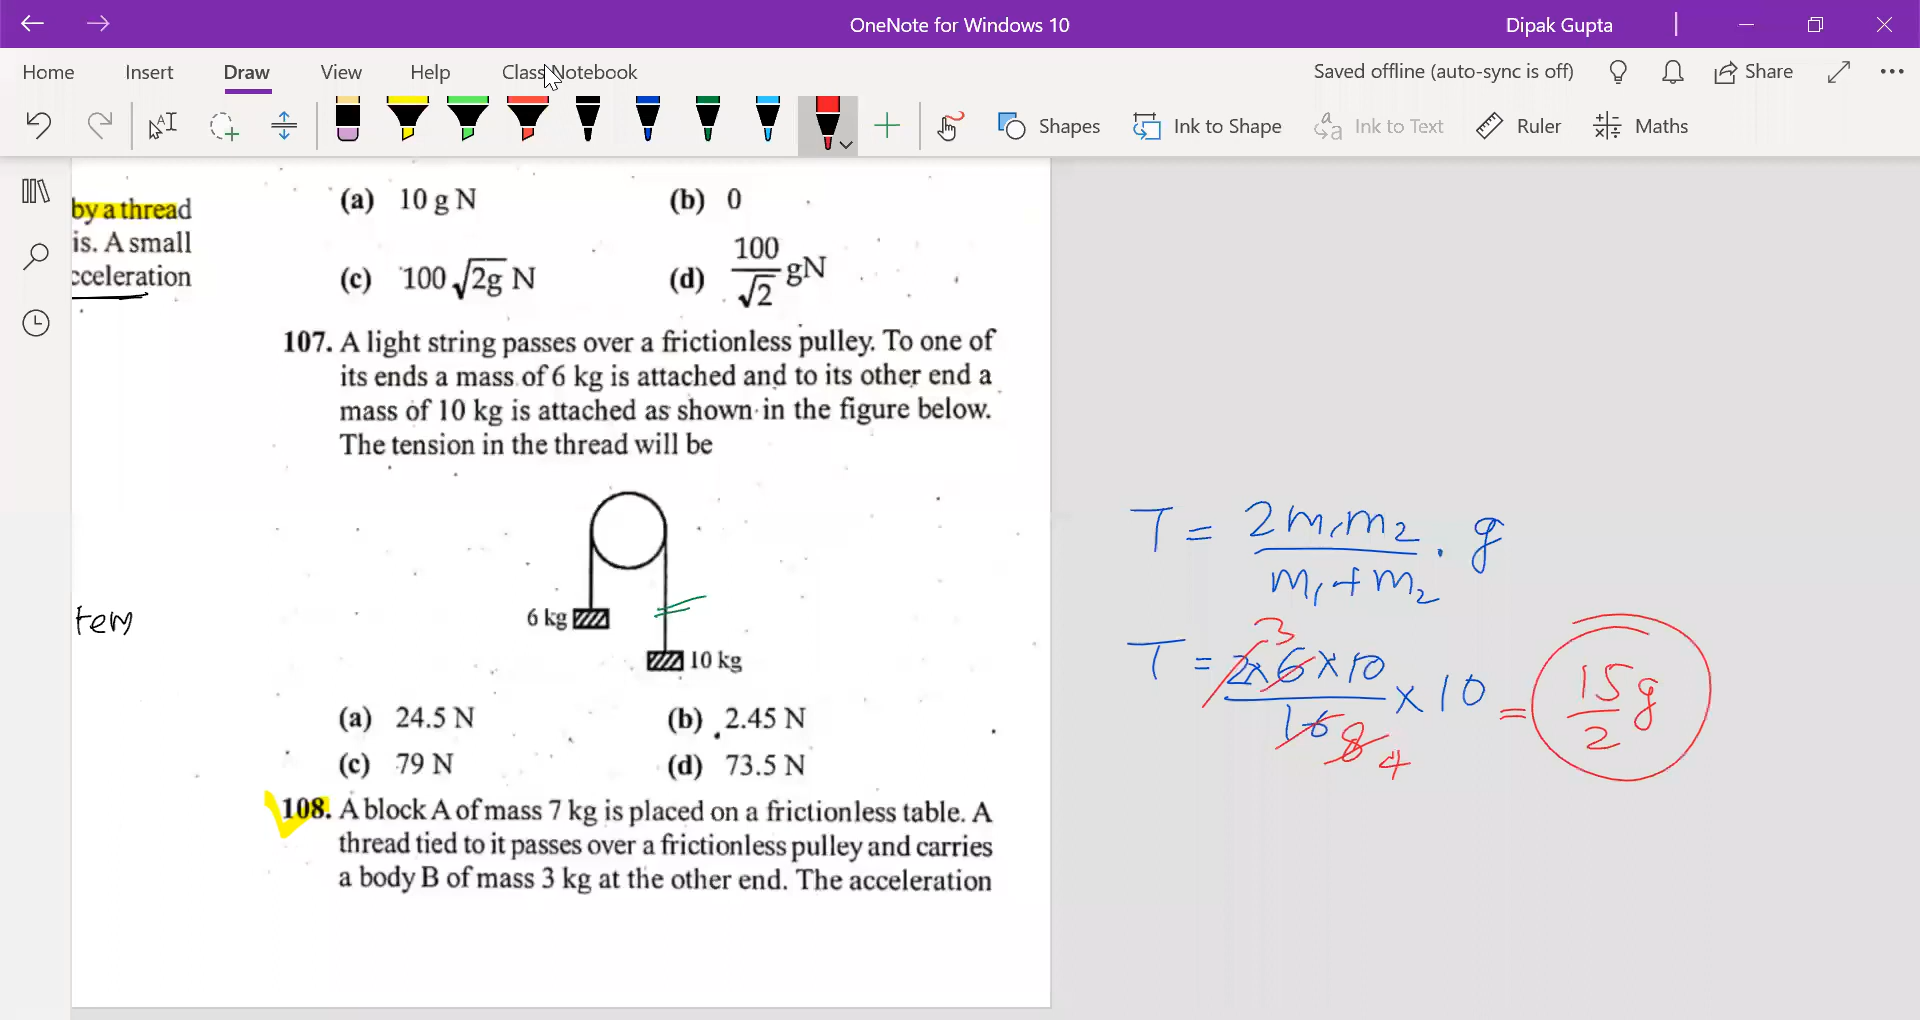 OneNote for Windows 10
Dipak Gupta
Home Insert Draw View Help Class Notebook
Saved offline (auto-sync is off) Share
Shapes Ink to Shape Ink to Text Ruler Maths
by a thread
is. A small
cceleration
tem
(a) 10 g N (b) 0
(c) 100 √2g N (d) 100/√2 gN
107. A light string passes over a frictionless pulley. To one of
its ends a mass of 6 kg is attached and to its other end a
mass of 10 kg is attached as shown in the figure below.
The tension in the thread will be
6 kg
10 kg
(a) 24.5 N (b) 2.45 N
(c) 79 N (d) 73.5 N
108. A block A of mass 7 kg is placed on a frictionless table. A
thread tied to it passes over a frictionless pulley and carries
a body B of mass 3 kg at the other end. The acceleration
T = 2m₁m₂/m₁+m₂ . g
3
T = 2×6×10/16 × 10 = 15/2 g
8 4